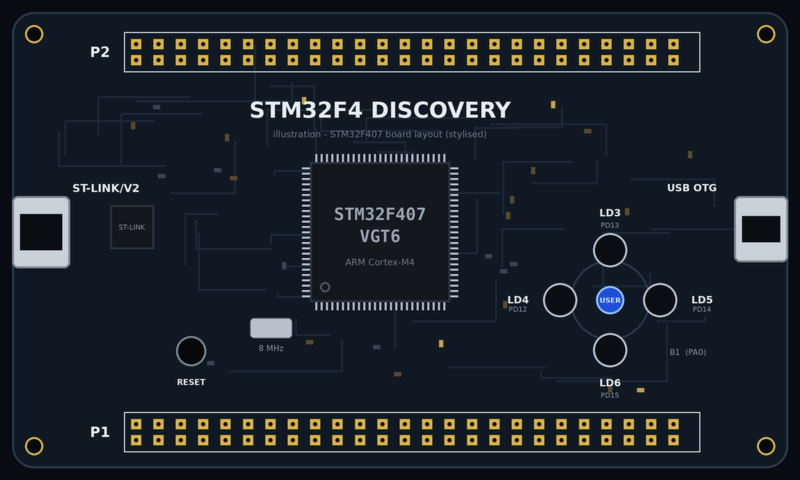 P2
STM32F4 DISCOVERY
illustration - STM32F407 board layout (stylised)
ST-LINK/V2
USB OTG
ST-LINK
STM32F407
VGT6
ARM Cortex-M4
LD3
PD13
LD4
PD12
USER
LD5
PD14
8 MHz
B1 (PA0)
RESET
LD6
PD15
P1